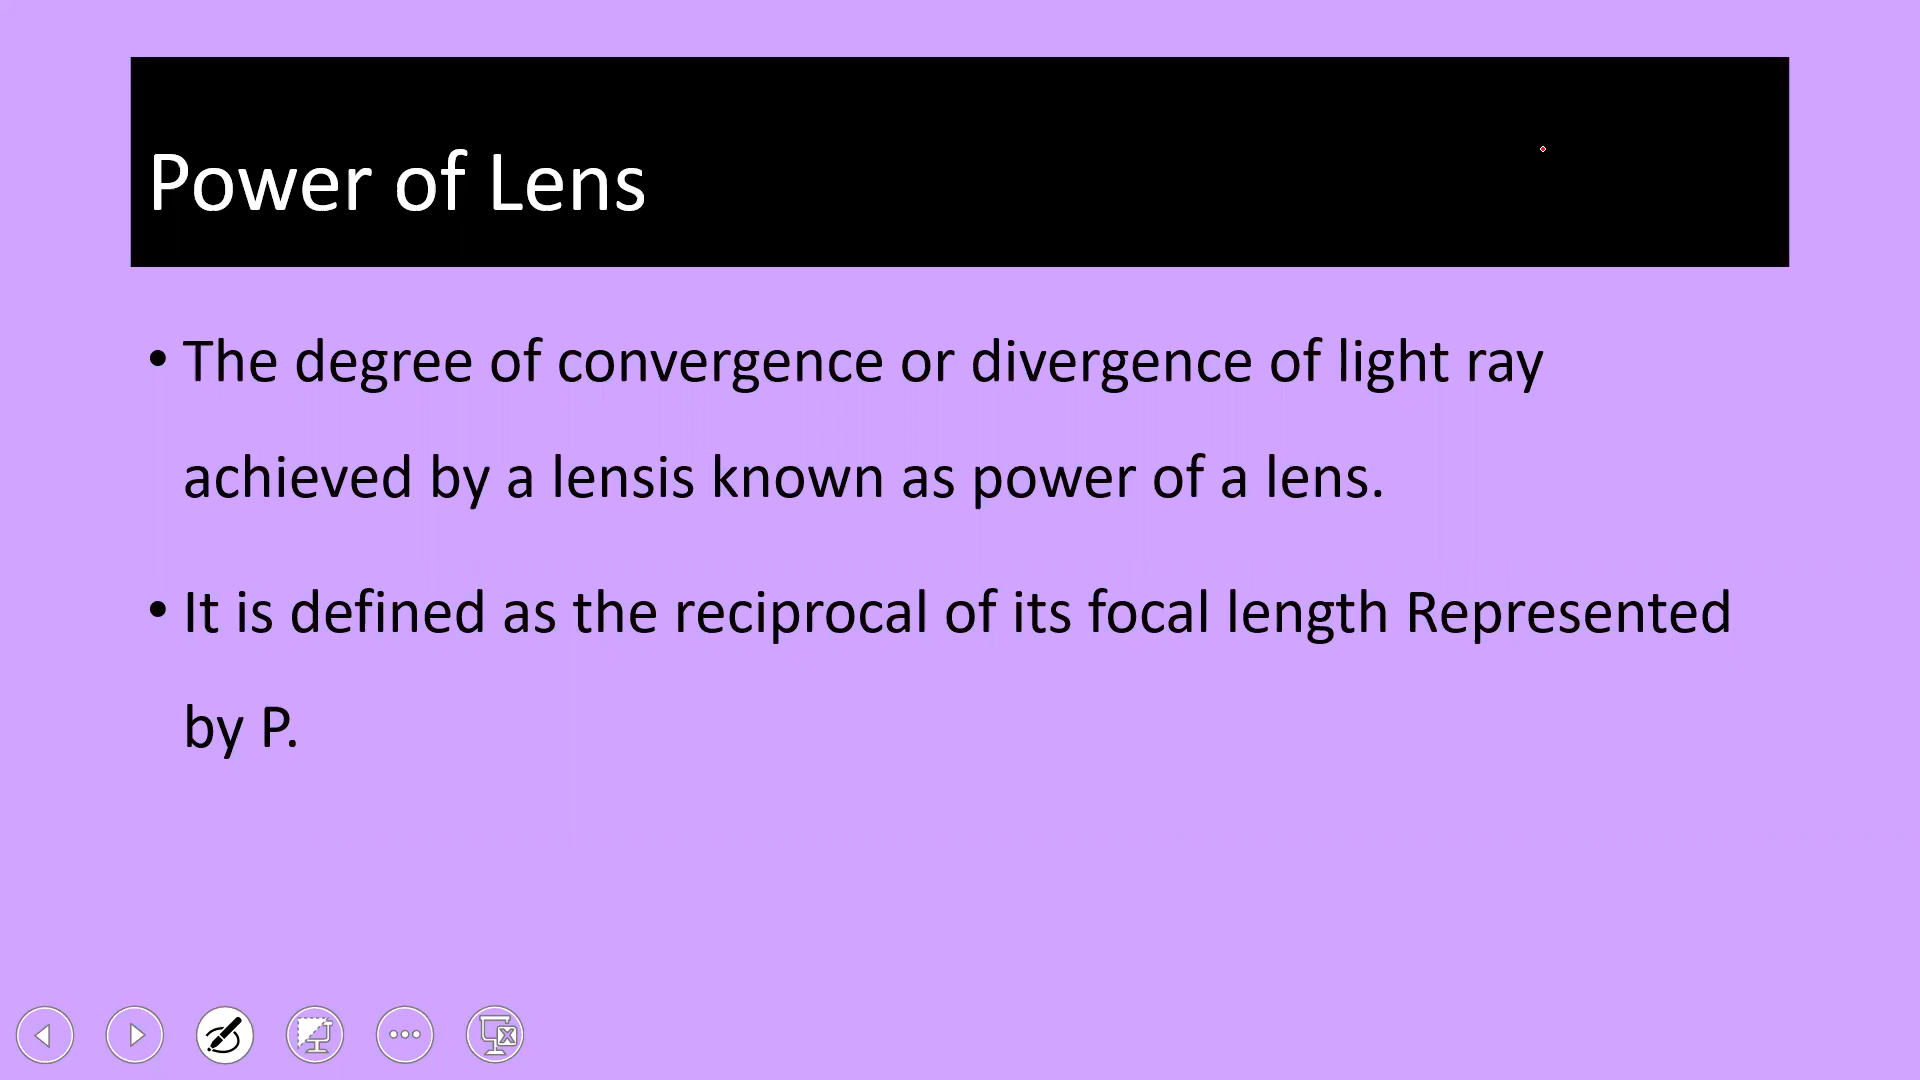 Power of Lens
• The degree of convergence or divergence of light ray
achieved by a lensis known as power of a lens.
• It is defined as the reciprocal of its focal length Represented
by P.